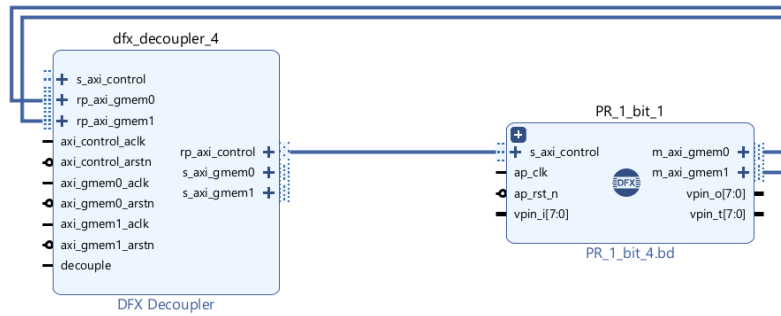 dfx_decoupler_4
s_axi_control
rp_axi_gmem0
rp_axi_gmem1
axi_control_aclk
axi_control_arstn
axi_gmem0_aclk
axi_gmem0_arstn
axi_gmem1_aclk
axi_gmem1_arstn
decouple
rp_axi_control
s_axi_gmem0
s_axi_gmem1
DFX Decoupler
PR_1_bit_1
s_axi_control
ap_clk
ap_rst_n
vpin_i[7:0]
DFX
m_axi_gmem0
m_axi_gmem1
vpin_o[7:0]
vpin_t[7:0]
PR_1_bit_4.bd